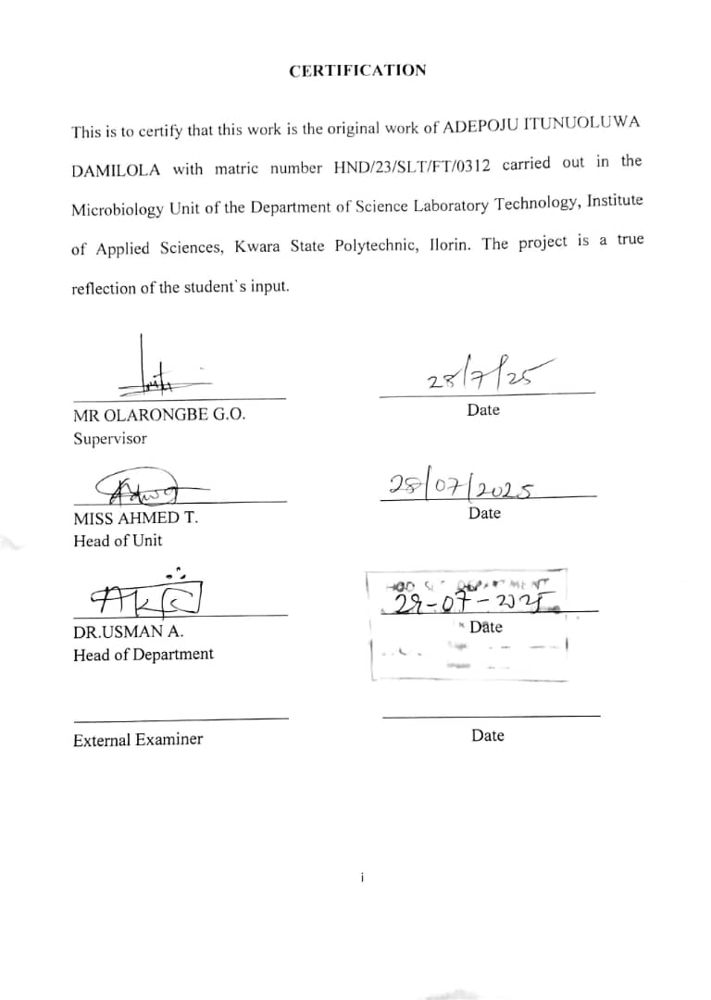 CERTIFICATION
This is to certify that this work is the original work of ADEPOJU ITUNUOLUWA
DAMILOLA with matric number HND/23/SLT/FT/0312 carried out in the
Microbiology Unit of the Department of Science Laboratory Technology, Institute
of Applied Sciences, Kwara State Polytechnic, Ilorin. The project is a true
reflection of the student`s input.
28/7/25
MR OLARONGBE G.O.
Date
Supervisor
28/07/2025
MISS AHMED T.
Date
Head of Unit
HOD DEPARTMENT
-07-2025
DR.USMAN A.
Date
Head of Department
External Examiner
Date
i